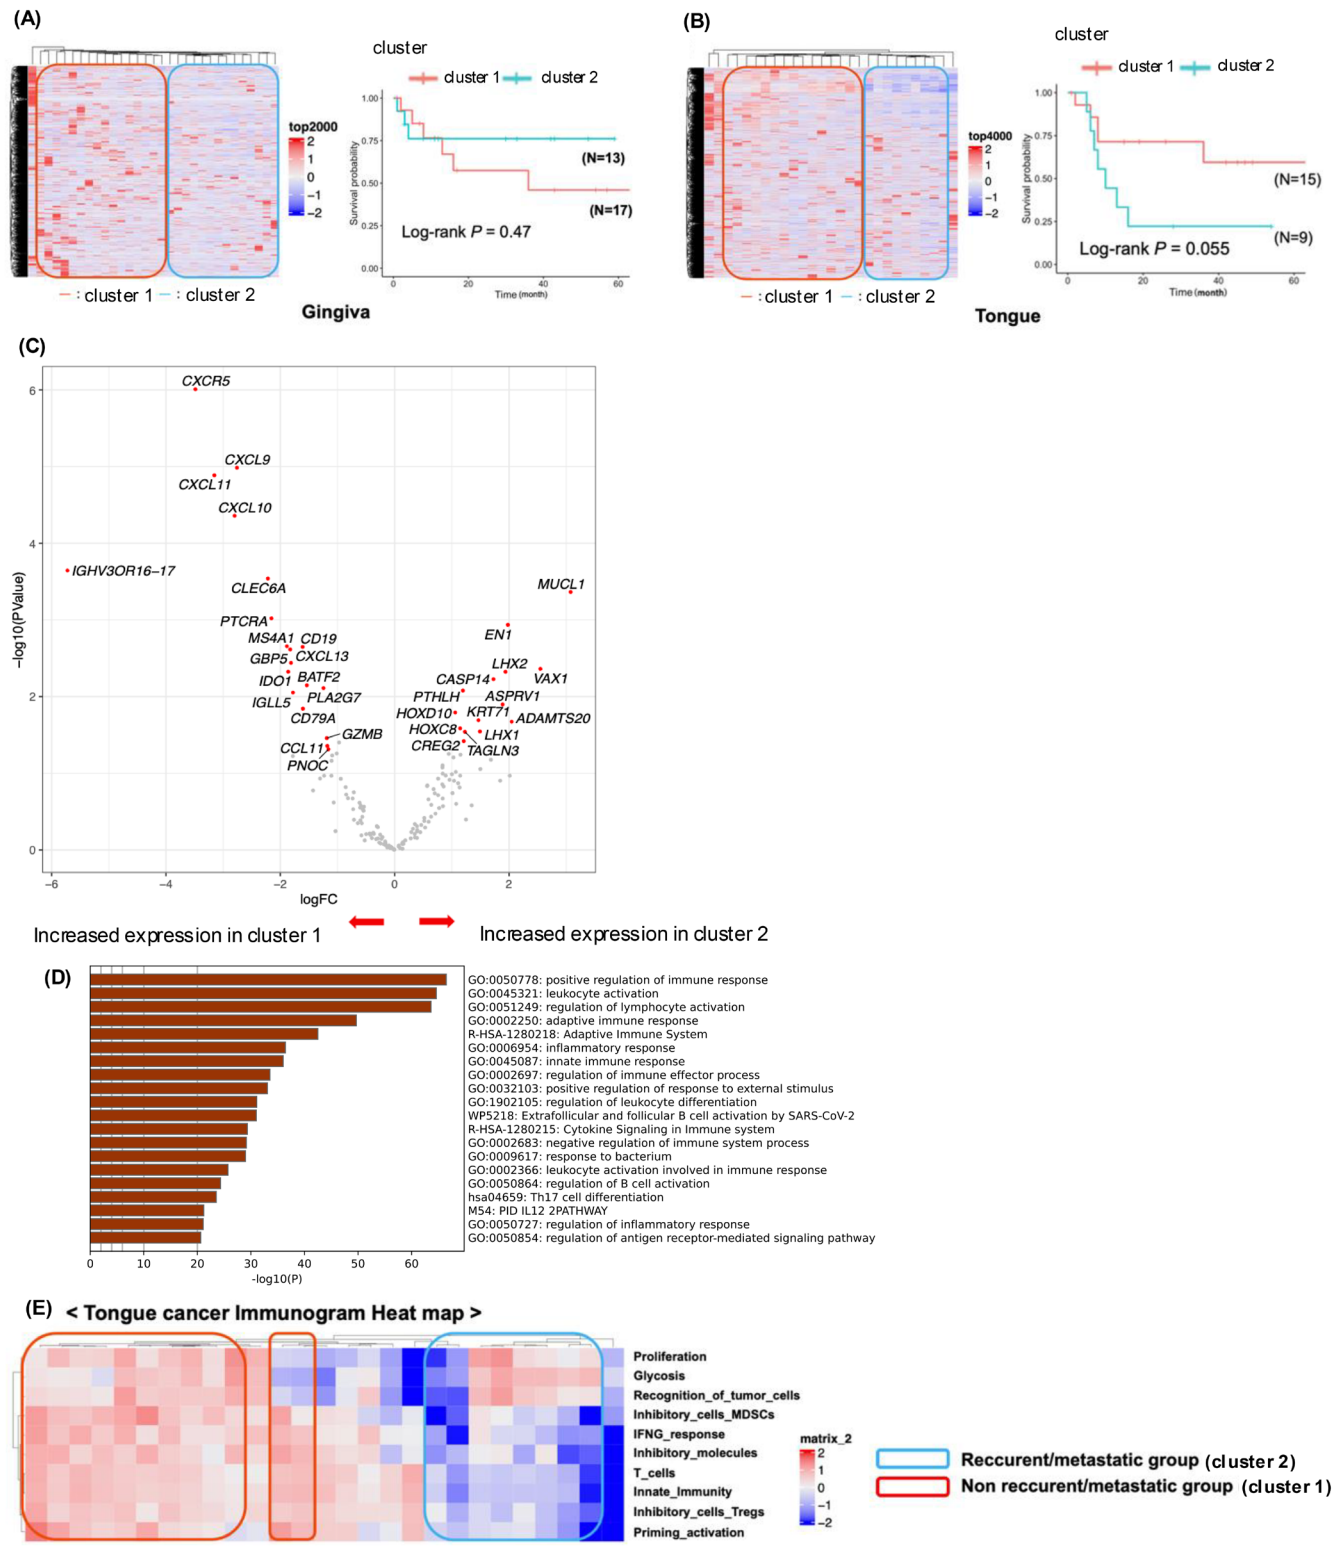 (A)
cluster
cluster 1
cluster 2
top2000
2
1
0
−1
−2
1.00
0.75
0.50
0.25
0.00
Survival probability
(N=13)
(N=17)
Log-rank P = 0.47
0
20
40
60
Time (month)
– : cluster 1 – : cluster 2
Gingiva
(B)
cluster
cluster 1
cluster 2
top4000
2
1
0
−1
−2
1.00
0.75
0.50
0.25
0.00
Survival probability
(N=15)
(N=9)
Log-rank P = 0.055
0
20
40
60
Time (month)
– : cluster 1 – : cluster 2
Tongue
(C)
−log10(PValue)
6
4
2
0
CXCR5
CXCL9
CXCL11
CXCL10
IGHV3OR16−17
CLEC6A
MUCL1
PTCRA
EN1
MS4A1
CD19
GBP5
CXCL13
LHX2
IDO1
BATF2
CASP14
VAX1
IGLL5
PLA2G7
PTHLH
ASPRV1
CD79A
HOXD10
KRT71
ADAMTS20
GZMB
HOXC8
LHX1
CCL11
CREG2
TAGLN3
PNOC
−6
−4
−2
0
2
logFC
Increased expression in cluster 1
Increased expression in cluster 2
(D)
GO:0050778: positive regulation of immune response
GO:0045321: leukocyte activation
GO:0051249: regulation of lymphocyte activation
GO:0002250: adaptive immune response
R-HSA-1280218: Adaptive Immune System
GO:0006954: inflammatory response
GO:0045087: innate immune response
GO:0002697: regulation of immune effector process
GO:0032103: positive regulation of response to external stimulus
GO:1902105: regulation of leukocyte differentiation
WP5218: Extrafollicular and follicular B cell activation by SARS-CoV-2
R-HSA-1280215: Cytokine Signaling in Immune system
GO:0002683: negative regulation of immune system process
GO:0009617: response to bacterium
GO:0002366: leukocyte activation involved in immune response
GO:0050864: regulation of B cell activation
hsa04659: Th17 cell differentiation
M54: PID IL12 2PATHWAY
GO:0050727: regulation of inflammatory response
GO:0050854: regulation of antigen receptor-mediated signaling pathway
0
10
20
30
40
50
60
-log10(P)
(E)
< Tongue cancer Immunogram Heat map >
Proliferation
Glycosis
Recognition_of_tumor_cells
Inhibitory_cells_MDSCs
IFNG_response
Inhibitory_molecules
T_cells
Innate_Immunity
Inhibitory_cells_Tregs
Priming_activation
matrix_2
2
1
0
−1
−2
Reccurent/metastatic group (cluster 2)
Non reccurent/metastatic group (cluster 1)